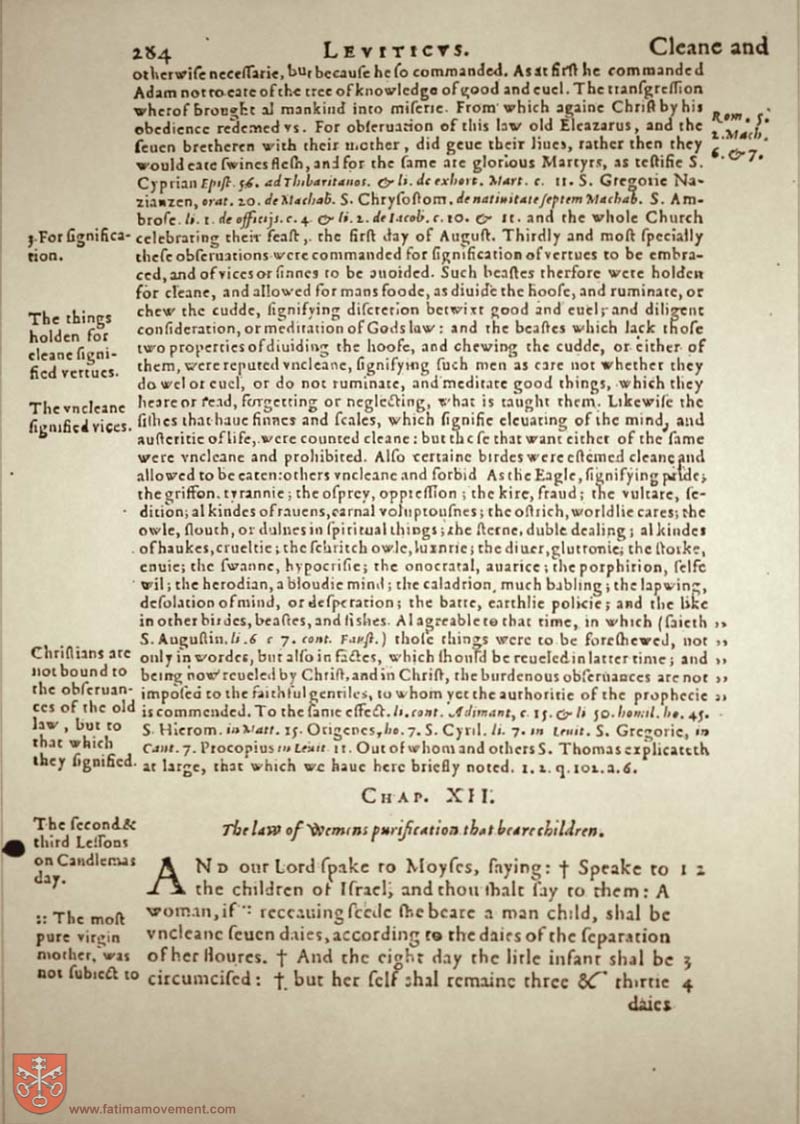 284 LEVITICVS. Cleane and
otherwiſe neceſſarie, but becauſe he ſo commanded. As at firſt he commanded
Adam not to eate of the tree of knowledge of good and euel. The tranſgreſſion
wherof brought al mankind into miſerie. From which againe Chriſt by his
obedience redemed vs. For obſeruation of this law old Eleazarus, and the
ſeuen bretheren with their mother, did geue their liues, rather then they
would eate ſwines fleſh, and for the ſame are glorious Martyrs, as teſtifie S.
Rom. 5.
2. Mach.
6. & 7.
Cyprian Epiſt. 56. ad Thibaritanos. & li. de exhort. Mart. c. 11. S. Gregorie Na-
zianzen, orat. 20. de Machab. S. Chryſoſtom. de natiuitate ſeptem Machab. S. Am-
broſe. li. 1. de officijs. c. 4 & li. 2. de Iacob. c. 10. & 11. and the whole Church
celebrating their feaſt, the firſt day of Auguſt. Thirdly and moſt ſpecially
3. For ſignifica-
tion.
theſe obſeruations were commanded for ſignification of vertues to be embra-
ced, and of vices or ſinnes to be auoided. Such beaſtes therfore were holden
for cleane, and allowed for mans foode, as diuide the hooſe, and ruminate, or
chew the cudde, ſignifying diſcretion betwixt good and euel; and diligent
The things
holden for
cleane ſigni-
fied vertues.
conſideration, or meditation of Gods law: and the beaſtes which lack thoſe
two properties of diuiding the hoofe, and chewing the cudde, or either of
them, were reputed vncleane, ſignifying ſuch men as care not whether they
do wel or euel, or do not ruminate, and meditate good things, which they
The vncleane
ſignified vices.
heare or read, forgetting or neglecting, what is taught them. Likewiſe the
fiſhes that haue finnes and ſcales, which ſignifie eleuating of the mind, and
auſteritie of life, were counted cleane: but theſe that want either of the ſame
were vncleane and prohibited. Alſo certaine birdes were eſtemed cleane and
allowed to be eaten: others vncleane and forbid As the Eagle, ſignifying pride;
the griffon, tyrannie; the oſprey, oppreſſion; the kite, fraud; the vulture, ſe-
dition; al kindes of rauens, carnal voluptouſnes; the oſtrich, worldlie cares; the
owle, ſlouth, or dulnes in ſpiritual things; the ſterne, duble dealing; al kindes
of haukes, crueltie; the ſchritch owle, luxurie; the diuer, gluttonie; the ſtorke,
enuie; the ſwanne, hypocriſie; the onocratal, auarice; the porphirion, ſelfe
wil; the herodian, a bloudie mind; the caladrion, much babling; the lapwing,
deſolation of mind, or deſperation; the batte, earthlie policie; and the like
in other birdes, beaſtes, and fiſhes. Al agreable to that time, in which (ſaieth „
S. Auguſtin. li. 6 c 7. cont. Fauſt.) thoſe things were to be foreſhewed, not „
only in wordes, but alſo in factes, which ſhould be reueled in latter time; and „
being now reueled by Chriſt, and in Chriſt, the burdenous obſeruances are not „
impoſed to the faithful gentiles, to whom yet the authoritie of the prophecie „
is commended. To the ſame effect. li. cont. Adimant, c. 15. & li 50. homil. ho. 45.
Chriſtians are
not bound to
the obſeruan-
ces of the old
law, but to
that which
they ſignified.
S. Hierom. in Matt. 15. Origenes, ho. 7. S. Cyril. li. 7. in Leuit. S. Gregorie, in
Cant. 7. Procopius in Leuit 11. Out of whom and others S. Thomas explicateth
at large, that which we haue here briefly noted. 1. 2. q. 102. a. 6.
CHAP. XII.
The law of Wemens purification that beare children.
The ſecond &
third Leſſons
on Candlemas
day.
AND our Lord ſpake to Moyſes, ſaying: † Speake to 1 2
the children of Iſrael, and thou ſhalt ſay to them: A
woman, if :: receauing ſeede ſhe beare a man child, shal be
vncleane ſeuen daies, according to the daies of the ſeparation
of her floures. † And the eight day the litle infant shal be 3
circumciſed: † but her ſelf shal remaine three & thirtie 4
daies
:: The moſt
pure virgin
mother, was
not ſubiect to
www.fatimamovement.com